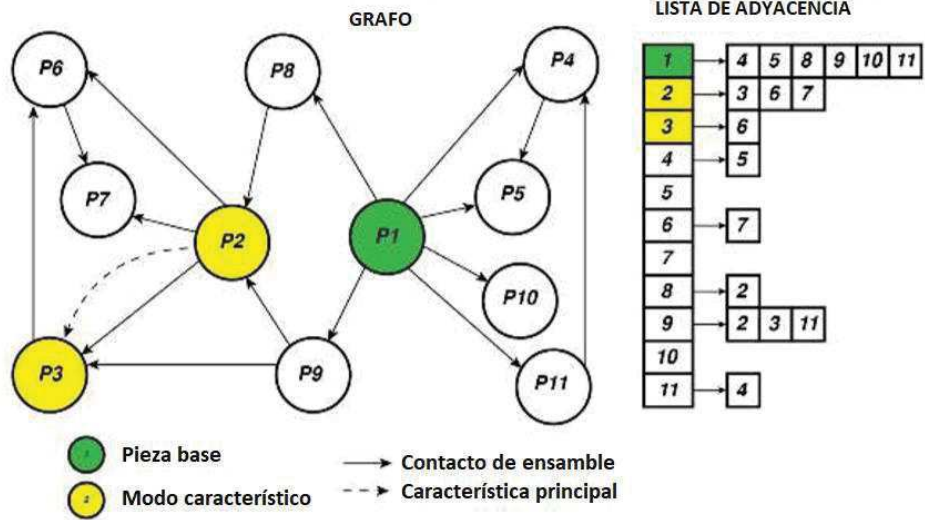 GRAFO
LISTA DE ADYACENCIA
P6
P8
P4
P7
P5
P2
P1
P10
P3
P9
P11
1 4 5 8 9 10 11
2 3 6 7
3 6
4 5
5
6 7
7
8 2
9 2 3 11
10
11 4
Pieza base
Contacto de ensamble
Modo característico
Característica principal